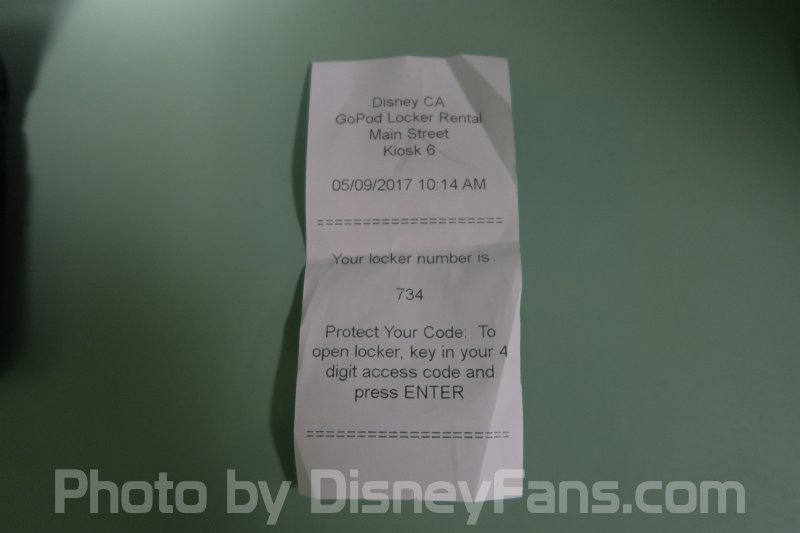 Disney CA
GoPod Locker Rental
Main Street
Kiosk 6
05/09/2017 10:14 AM
=====================
Your locker number is
734
Protect Your Code: To
open locker, key in your 4
digit access code and
press ENTER
=======================
Photo by DisneyFans.com